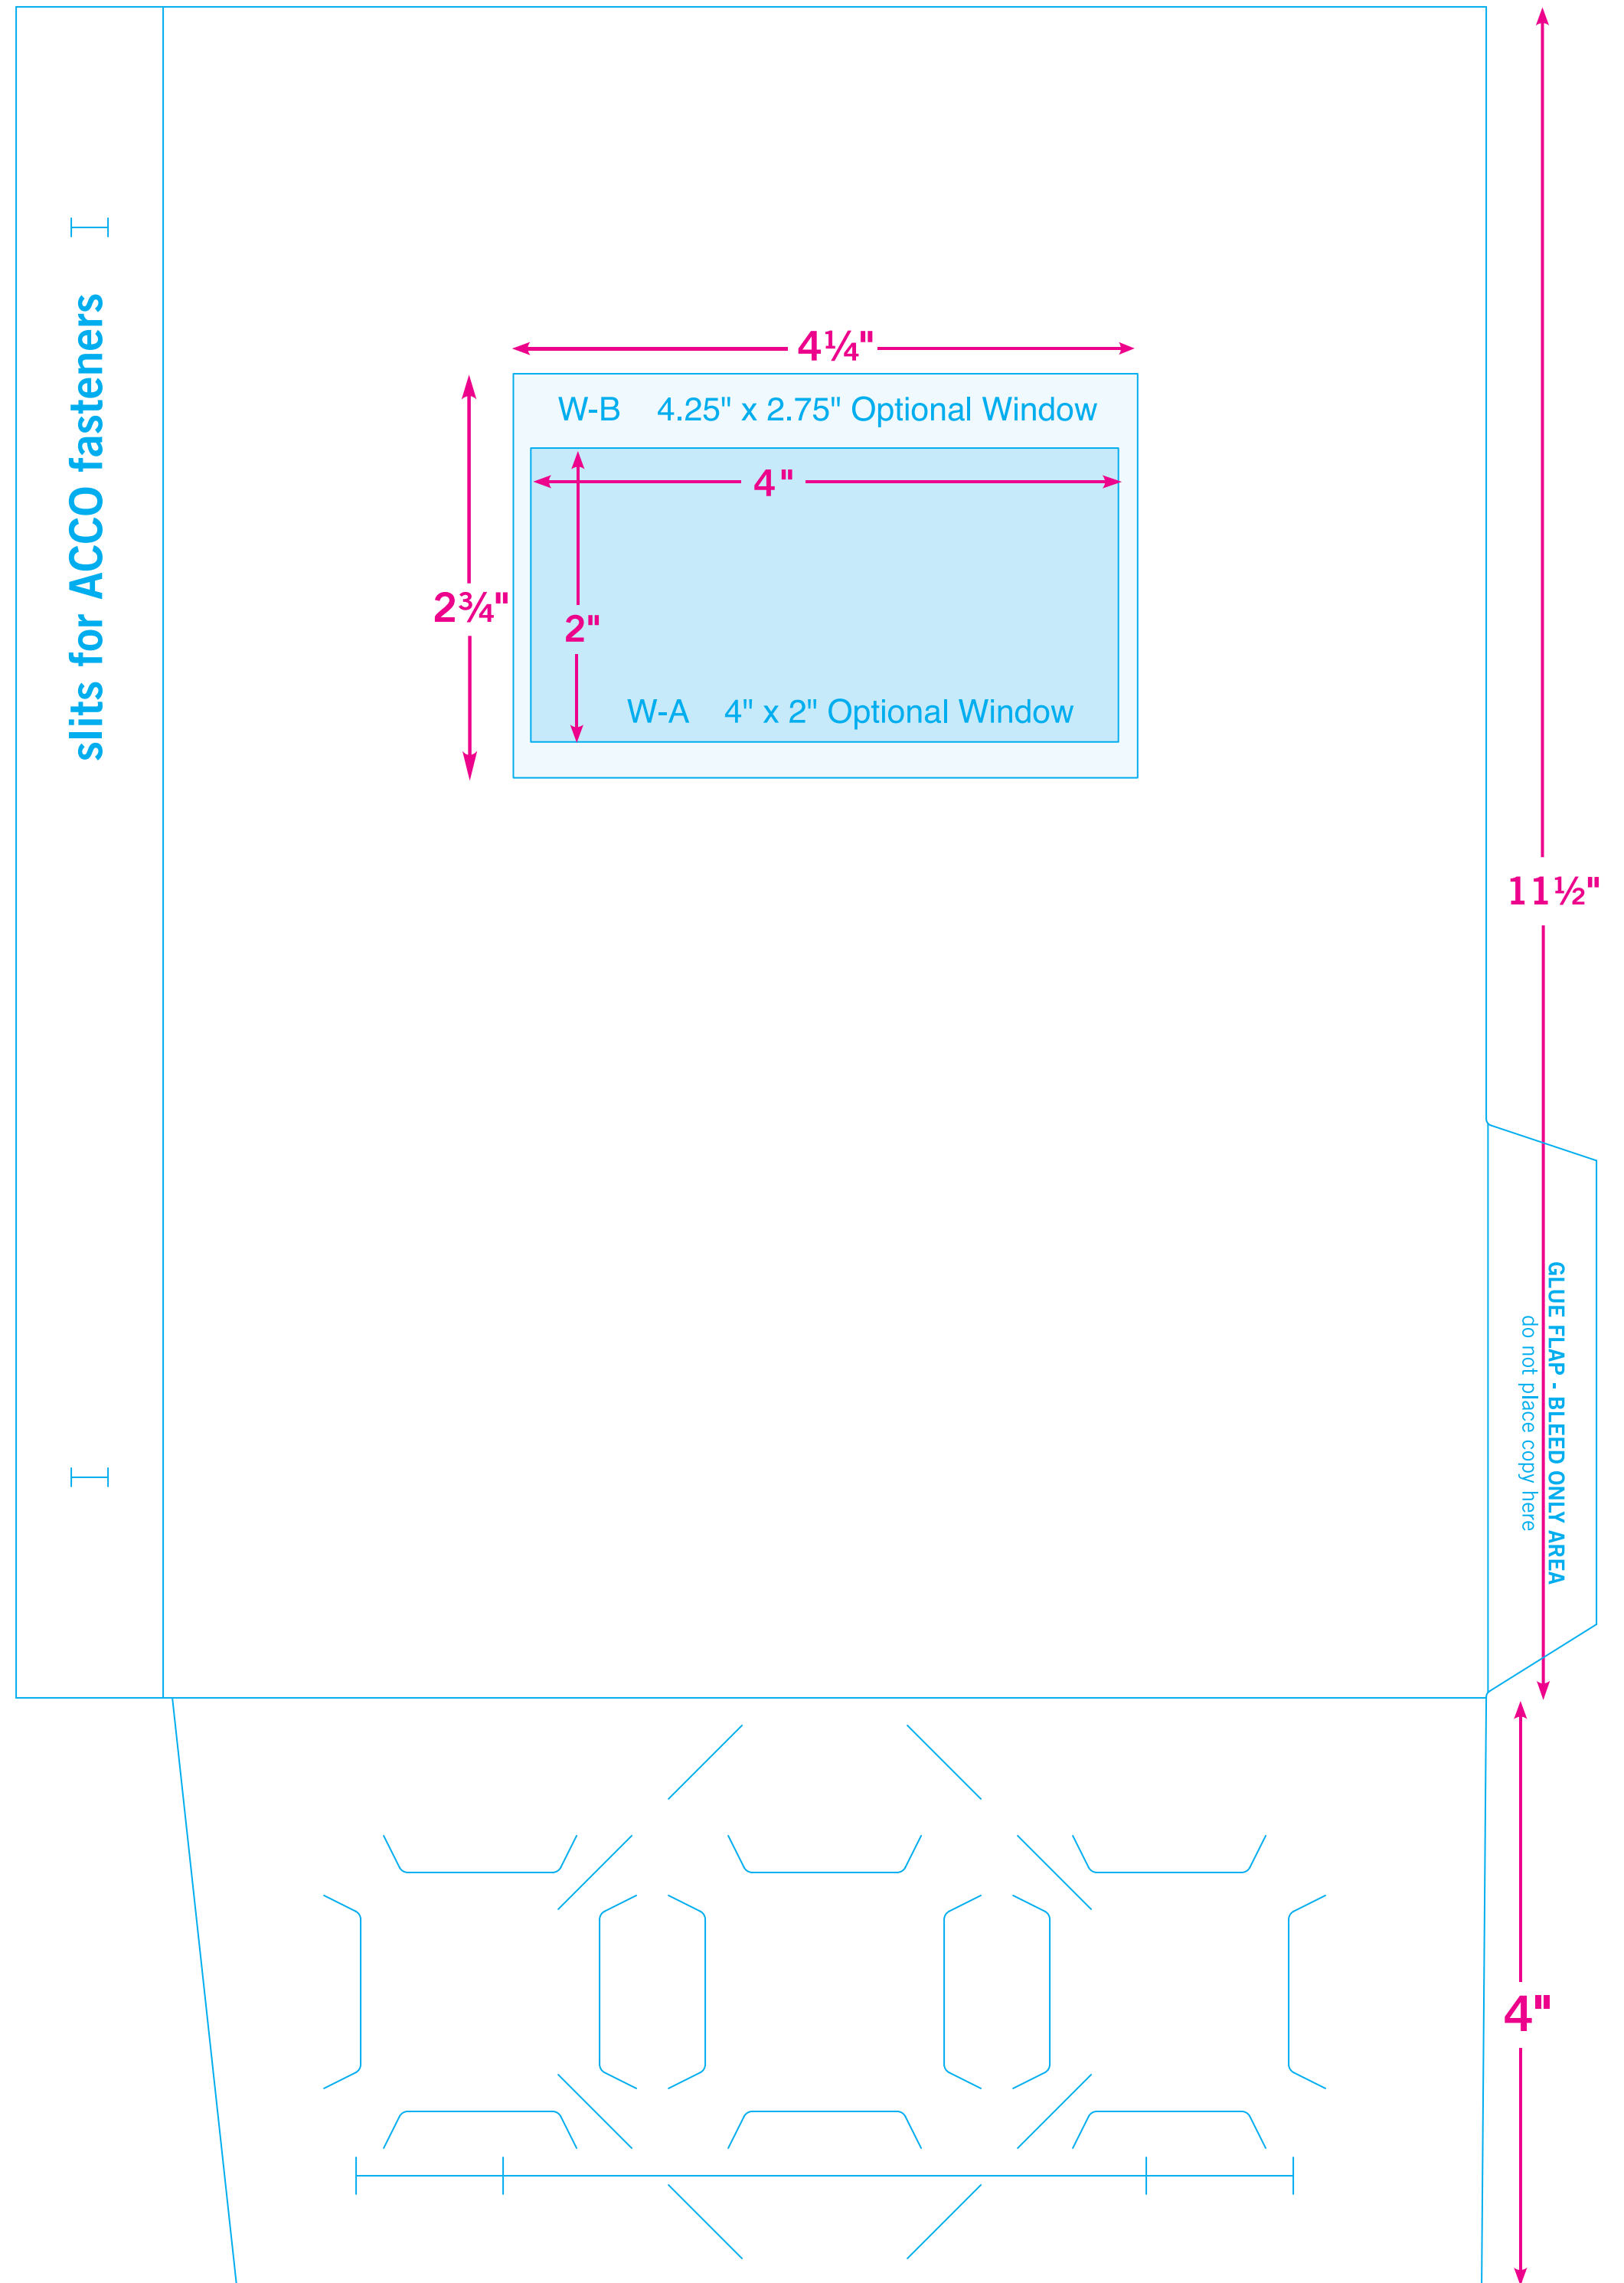 slits for ACCO fasteners
4¼"
W-B 4.25" x 2.75" Optional Window
4"
2¾"
2"
W-A 4" x 2" Optional Window
11½"
GLUE FLAP - BLEED ONLY AREA
do not place copy here
4"